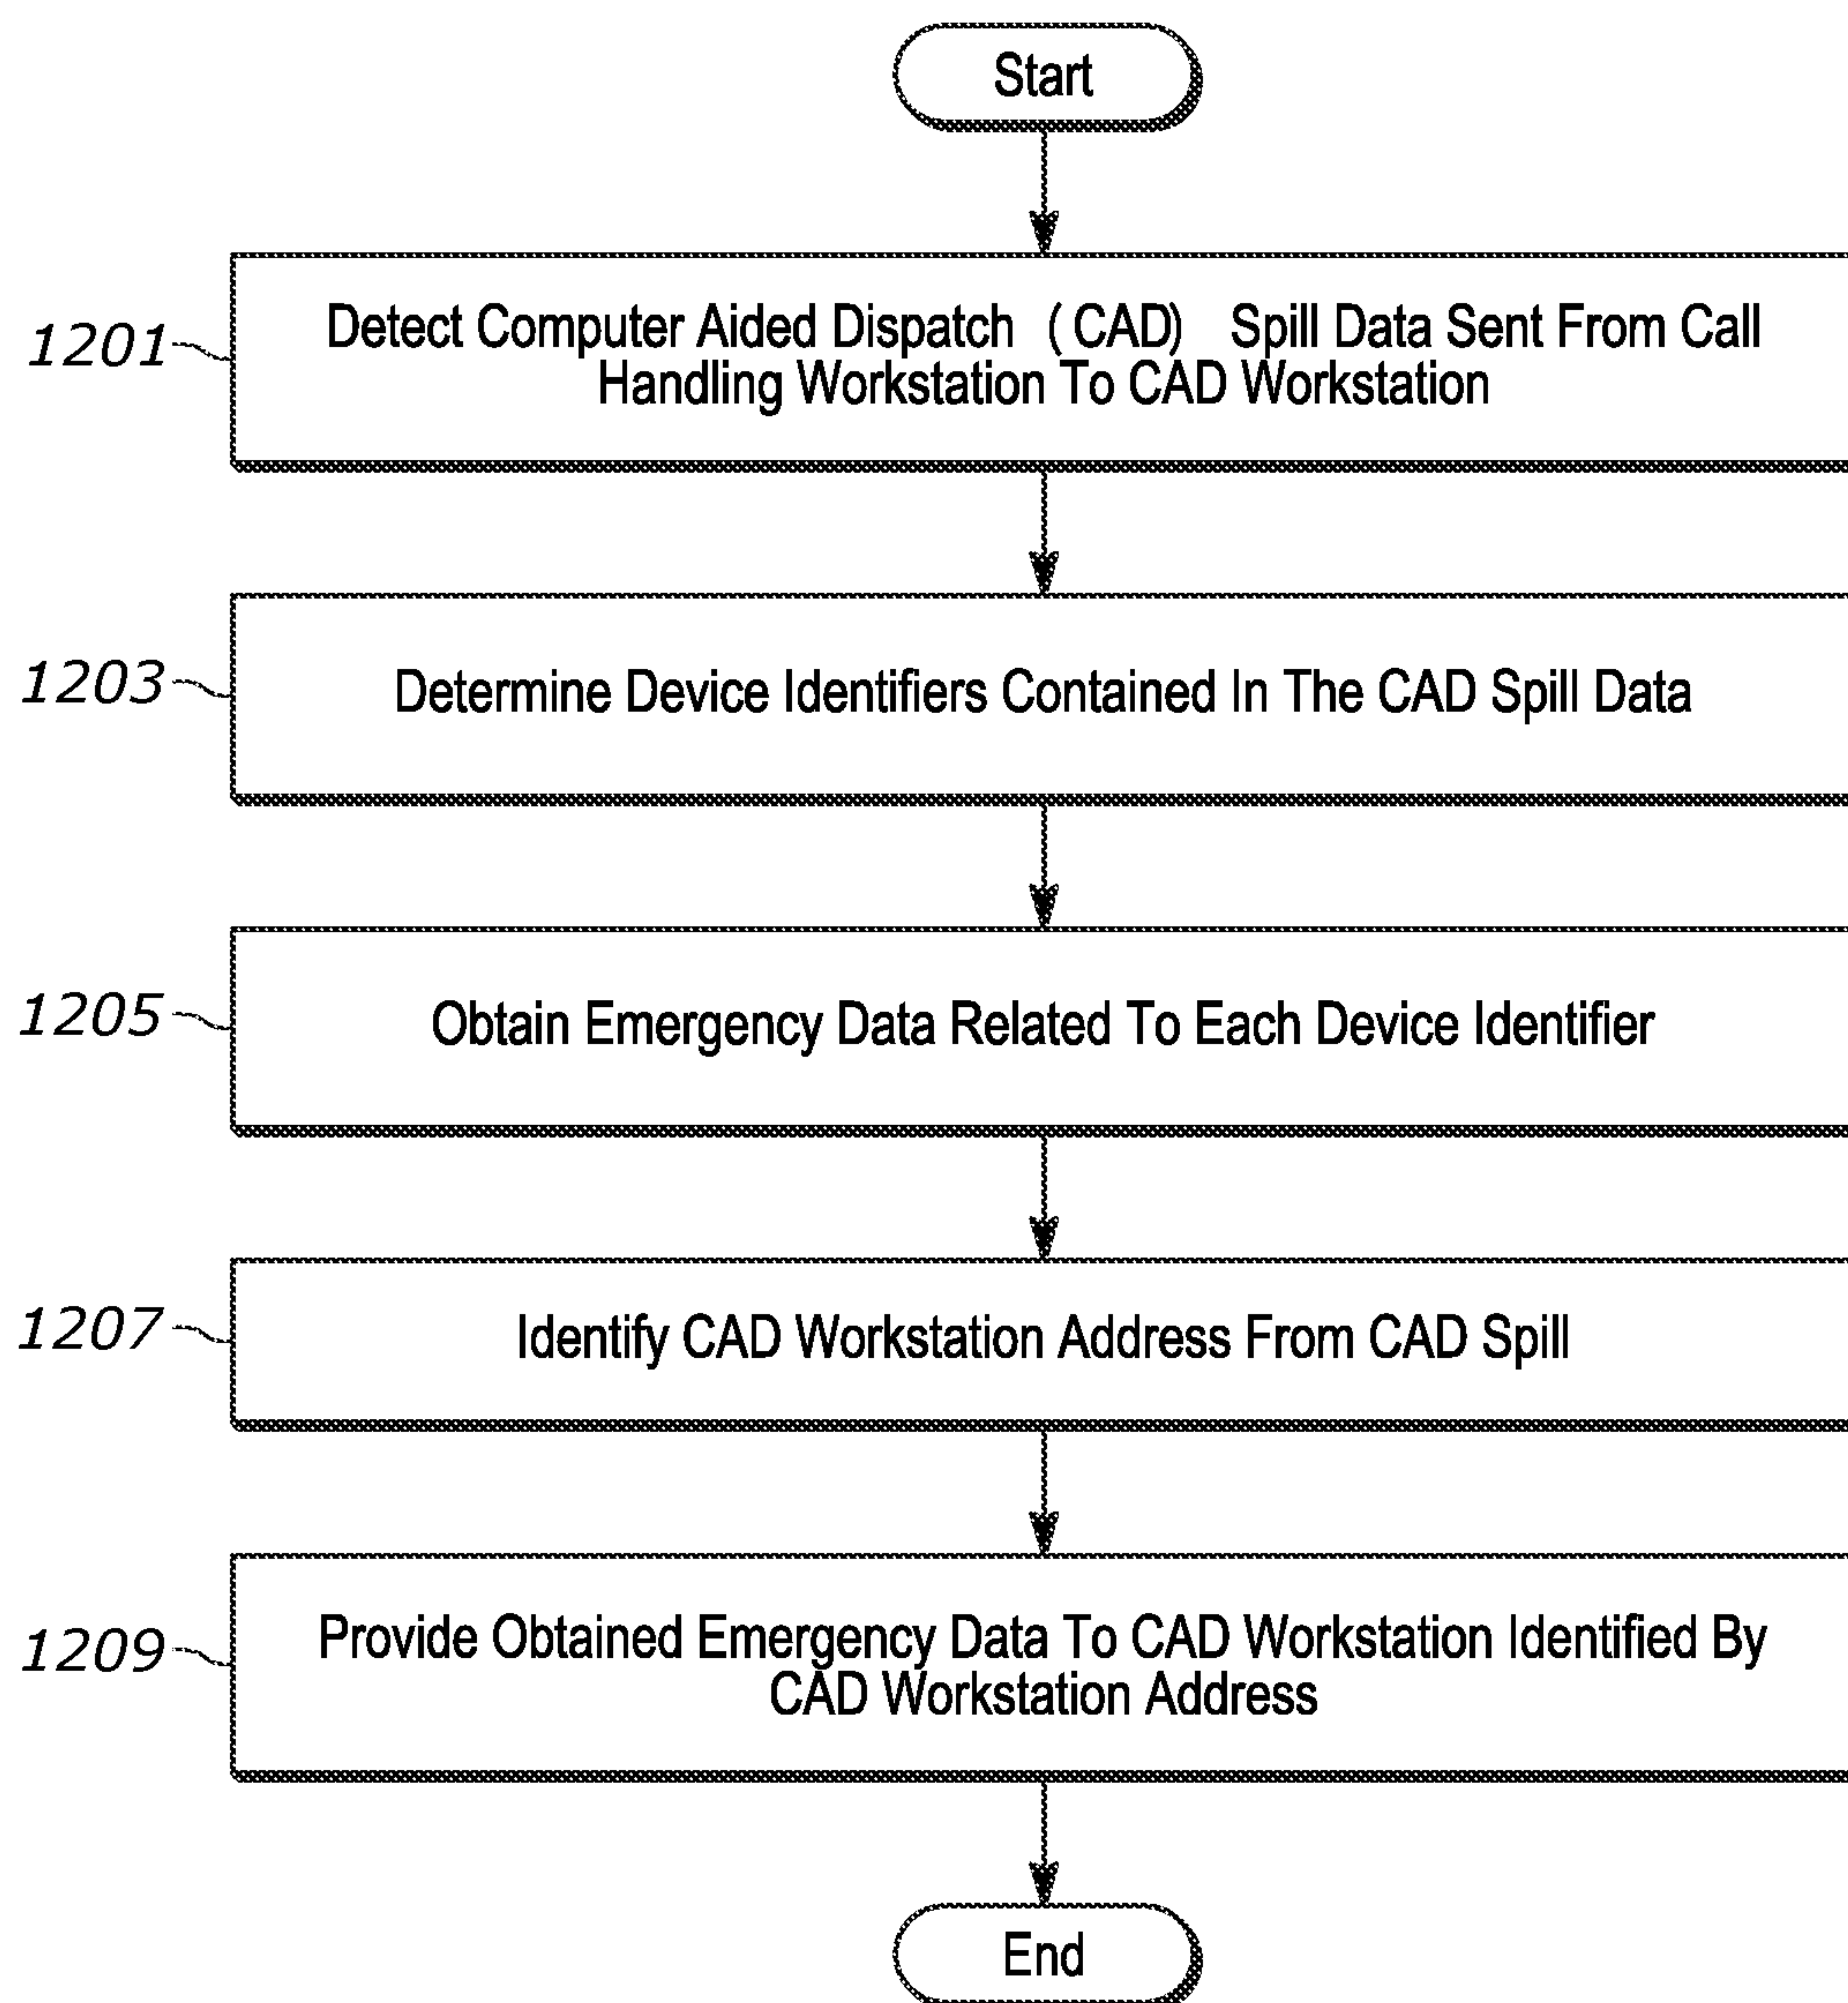 Start
1201
Detect Computer Aided Dispatch (CAD) Spill Data Sent From Call
Handling Workstation To CAD Workstation
1203
Determine Device Identifiers Contained In The CAD Spill Data
1205
Obtain Emergency Data Related To Each Device Identifier
1207
Identify CAD Workstation Address From CAD Spill
1209
Provide Obtained Emergency Data To CAD Workstation Identified By
CAD Workstation Address
End